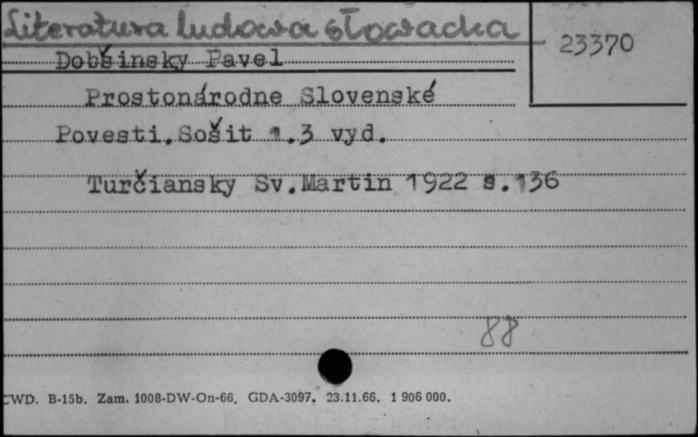 Literatura ludowa słowacka
23370
Dobšinsky Pavel
Prostonárodne Slovenské
Povesti.Sošit 1.3 vyd.
Turčiansky Sv.Martin 1922 s.136
88
CWD. B-15b. Zam. 1008-DW-On-66. GDA-3097. 23.11.66. 1 906 000.